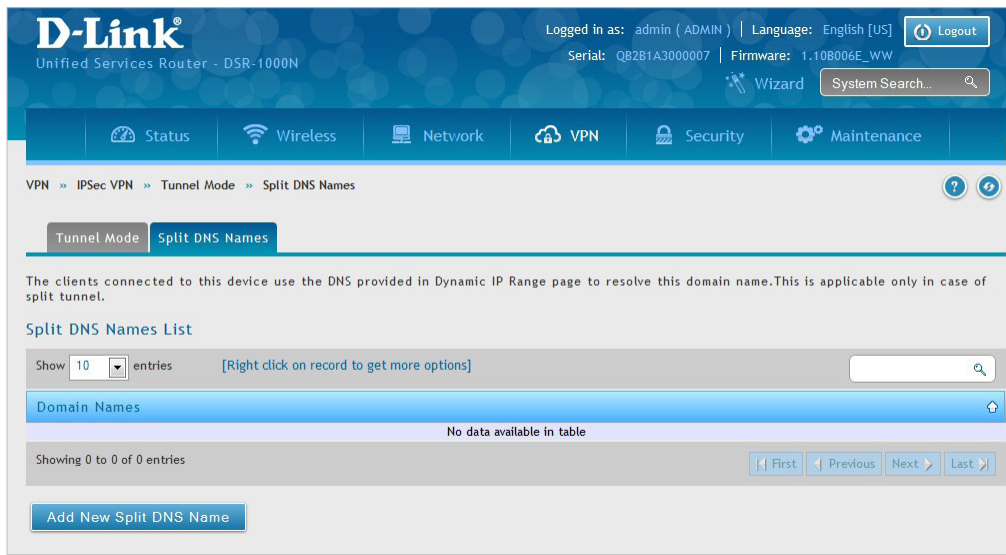 D-Link
Unified Services Router - DSR-1000N
Logged in as: admin ( ADMIN ) | Language: English [US]
Logout
Serial: QB2B1A3000007 | Firmware: 1.10B006E_WW
Wizard
System Search...
Status
Wireless
Network
VPN
Security
Maintenance
VPN » IPSec VPN » Tunnel Mode » Split DNS Names
?
Tunnel Mode
Split DNS Names
The clients connected to this device use the DNS provided in Dynamic IP Range page to resolve this domain name.This is applicable only in case of
split tunnel.
Split DNS Names List
Show 10 entries
[Right click on record to get more options]
Domain Names
No data available in table
Showing 0 to 0 of 0 entries
First
Previous
Next
Last
Add New Split DNS Name